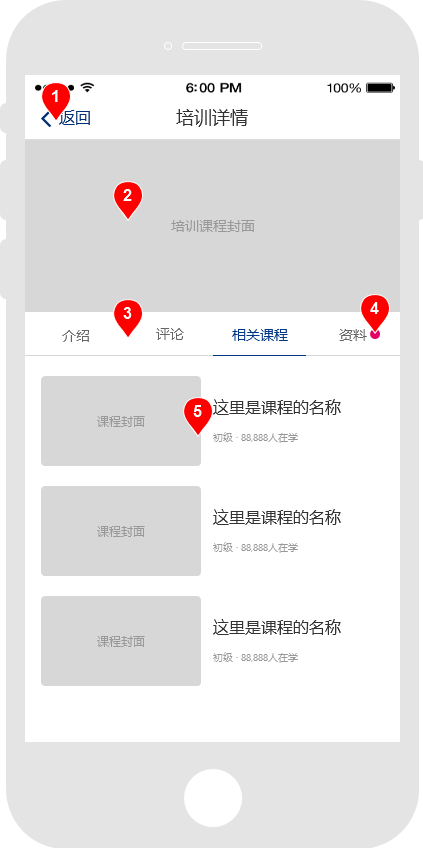 6:00 PM 100%
1
返回 培训详情
2
培训课程封面
3
4
介绍 评论 相关课程 资料
5
课程封面
这里是课程的名称
初级 · 88,888人在学
课程封面
这里是课程的名称
初级 · 88,888人在学
课程封面
这里是课程的名称
初级 · 88,888人在学